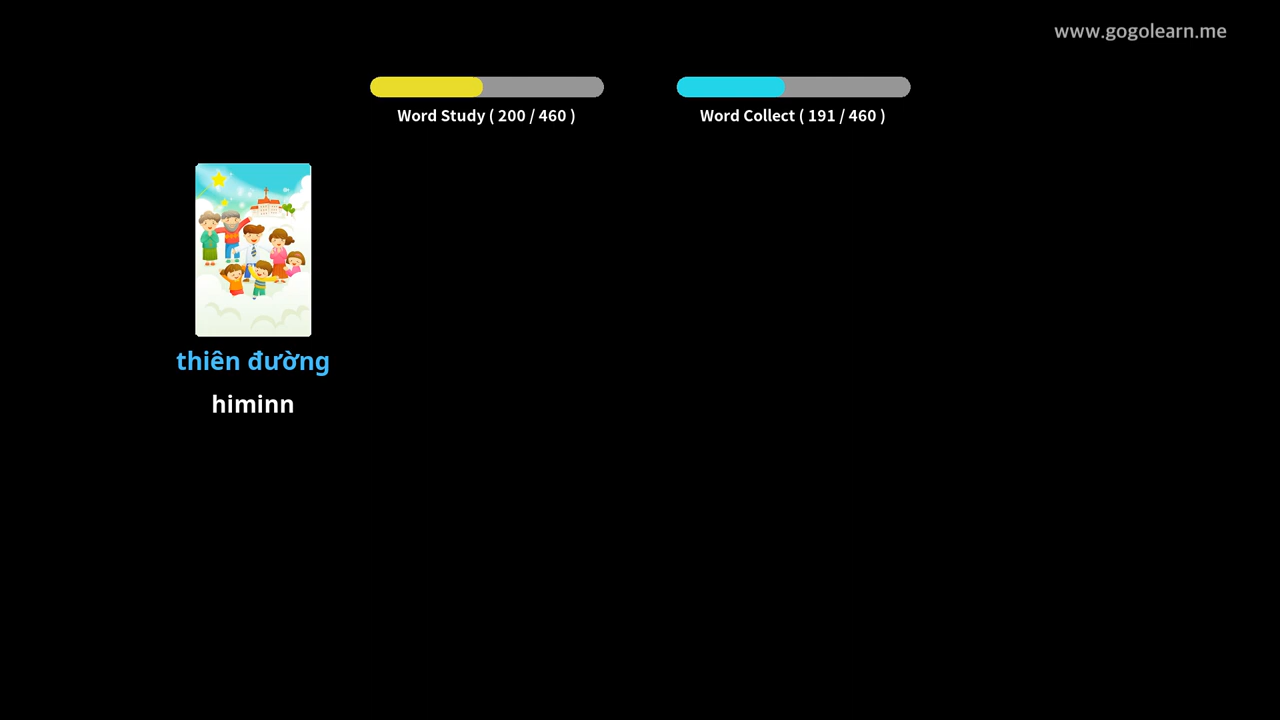 www.gogolearn.me
Word Study ( 200 / 460 )
Word Collect ( 191 / 460 )
thiên đường
himinn